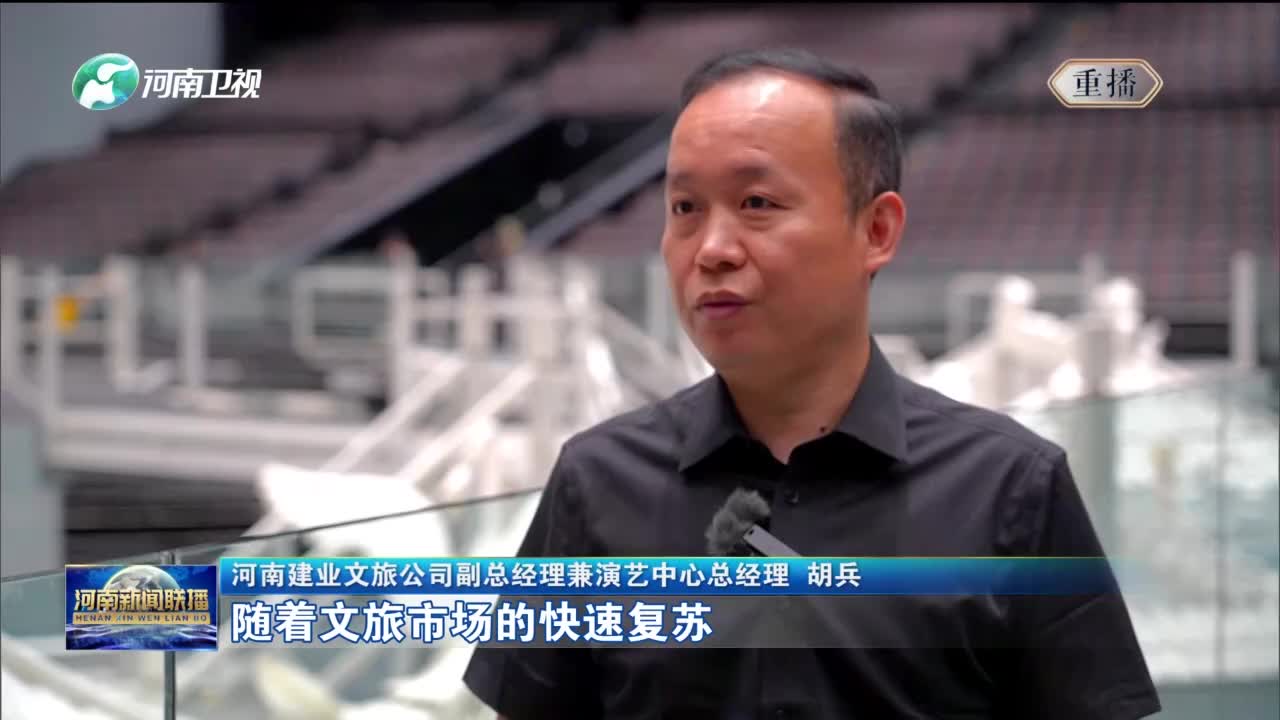 河南卫视
重播
河南建业文旅公司副总经理兼演艺中心总经理 胡兵
河南新闻联播
HENAN XIN WEN LIAN BO
随着文旅市场的快速复苏